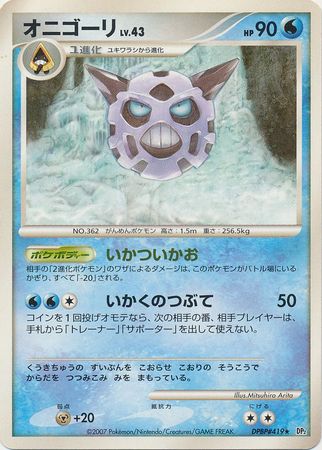 オニゴーリ LV.43 HP 90
1進化 ユキワラシから進化
NO.362 がんめんポケモン 高さ:1.5m 重さ:256.5kg
ポケボディー いかついかお
相手の「2進化ポケモン」のワザによるダメージは、このポケモンがバトル場にいる
かぎり、すべて「-20」される。
いかくのつぶて 50
コインを1回投げオモテなら、次の相手の番、相手プレイヤーは、
手札から「トレーナー」「サポーター」を出して使えない。
くうきちゅうの すいぶんを こおらせ こおりの そうこうで
からだを つつみこみ みを まもっている。
Illus.Mitsuhiro Arita
弱点 抵抗力 にげる
+20
DPBP#419★ DP2
©2007 Pokémon/Nintendo/Creatures/GAME FREAK.